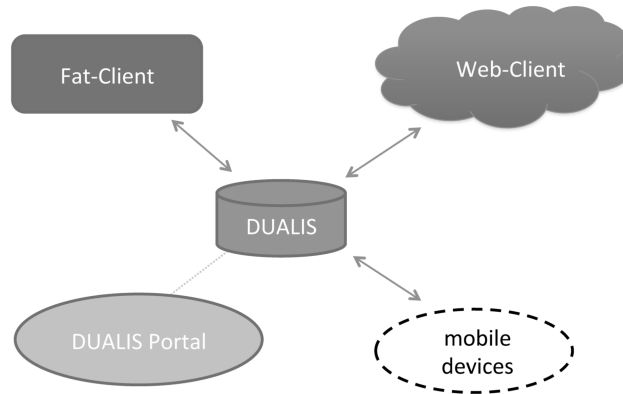 Fat-Client
Web-Client
DUALIS
DUALIS Portal
mobile
devices